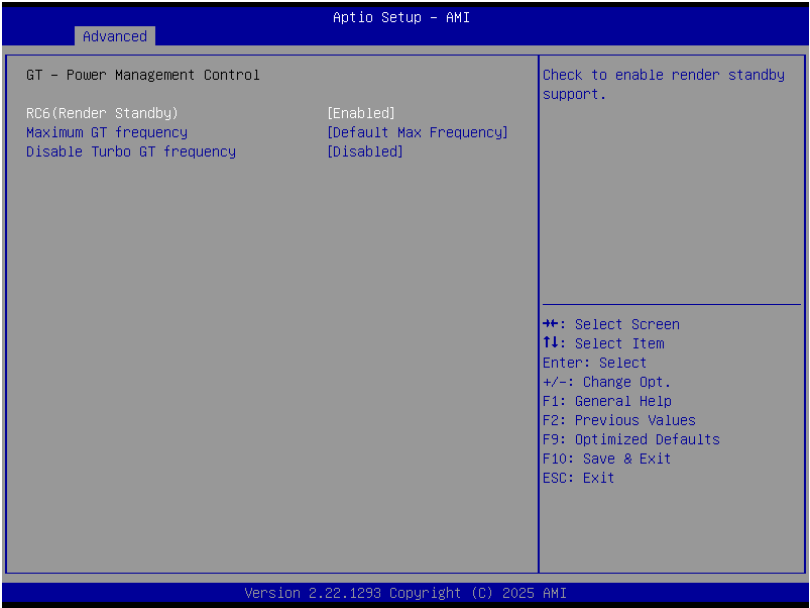 Aptio Setup – AMI
Advanced
GT – Power Management Control
RC6(Render Standby) [Enabled]
Maximum GT frequency [Default Max Frequency]
Disable Turbo GT frequency [Disabled]
Check to enable render standby
support.
→←: Select Screen
↑↓: Select Item
Enter: Select
+/-: Change Opt.
F1: General Help
F2: Previous Values
F9: Optimized Defaults
F10: Save & Exit
ESC: Exit
Version 2.22.1293 Copyright (C) 2025 AMI